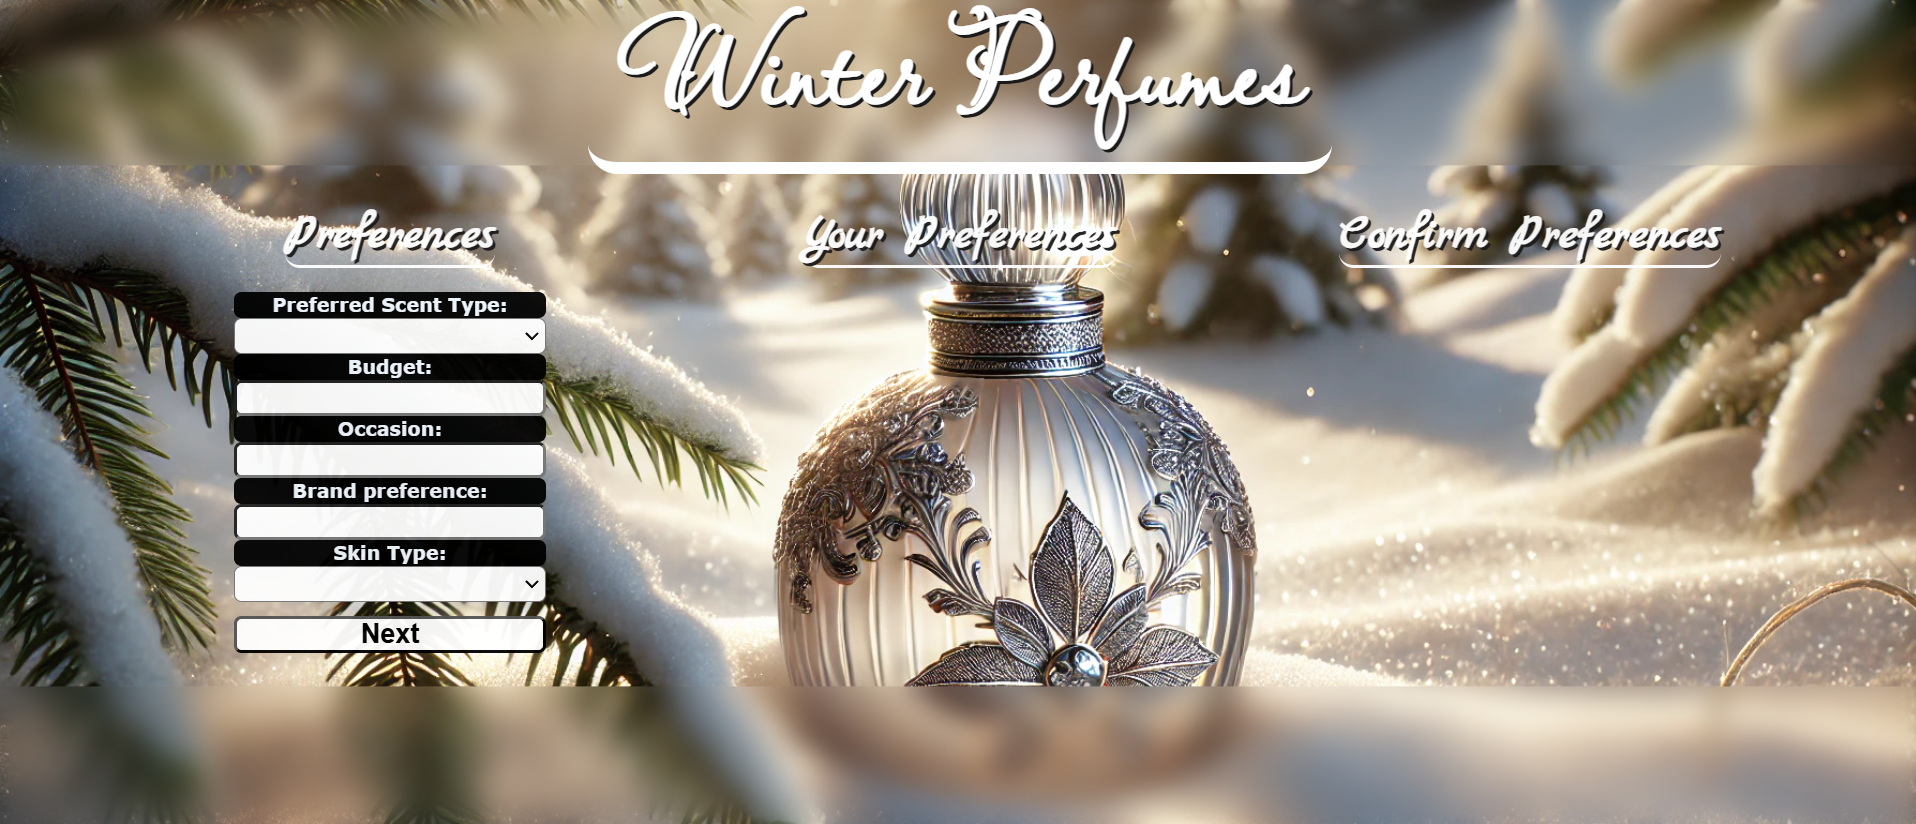 Winter Perfumes
Preferences
Your Preferences
Confirm Preferences
Preferred Scent Type:
Budget:
Occasion:
Brand preference:
Skin Type:
Next